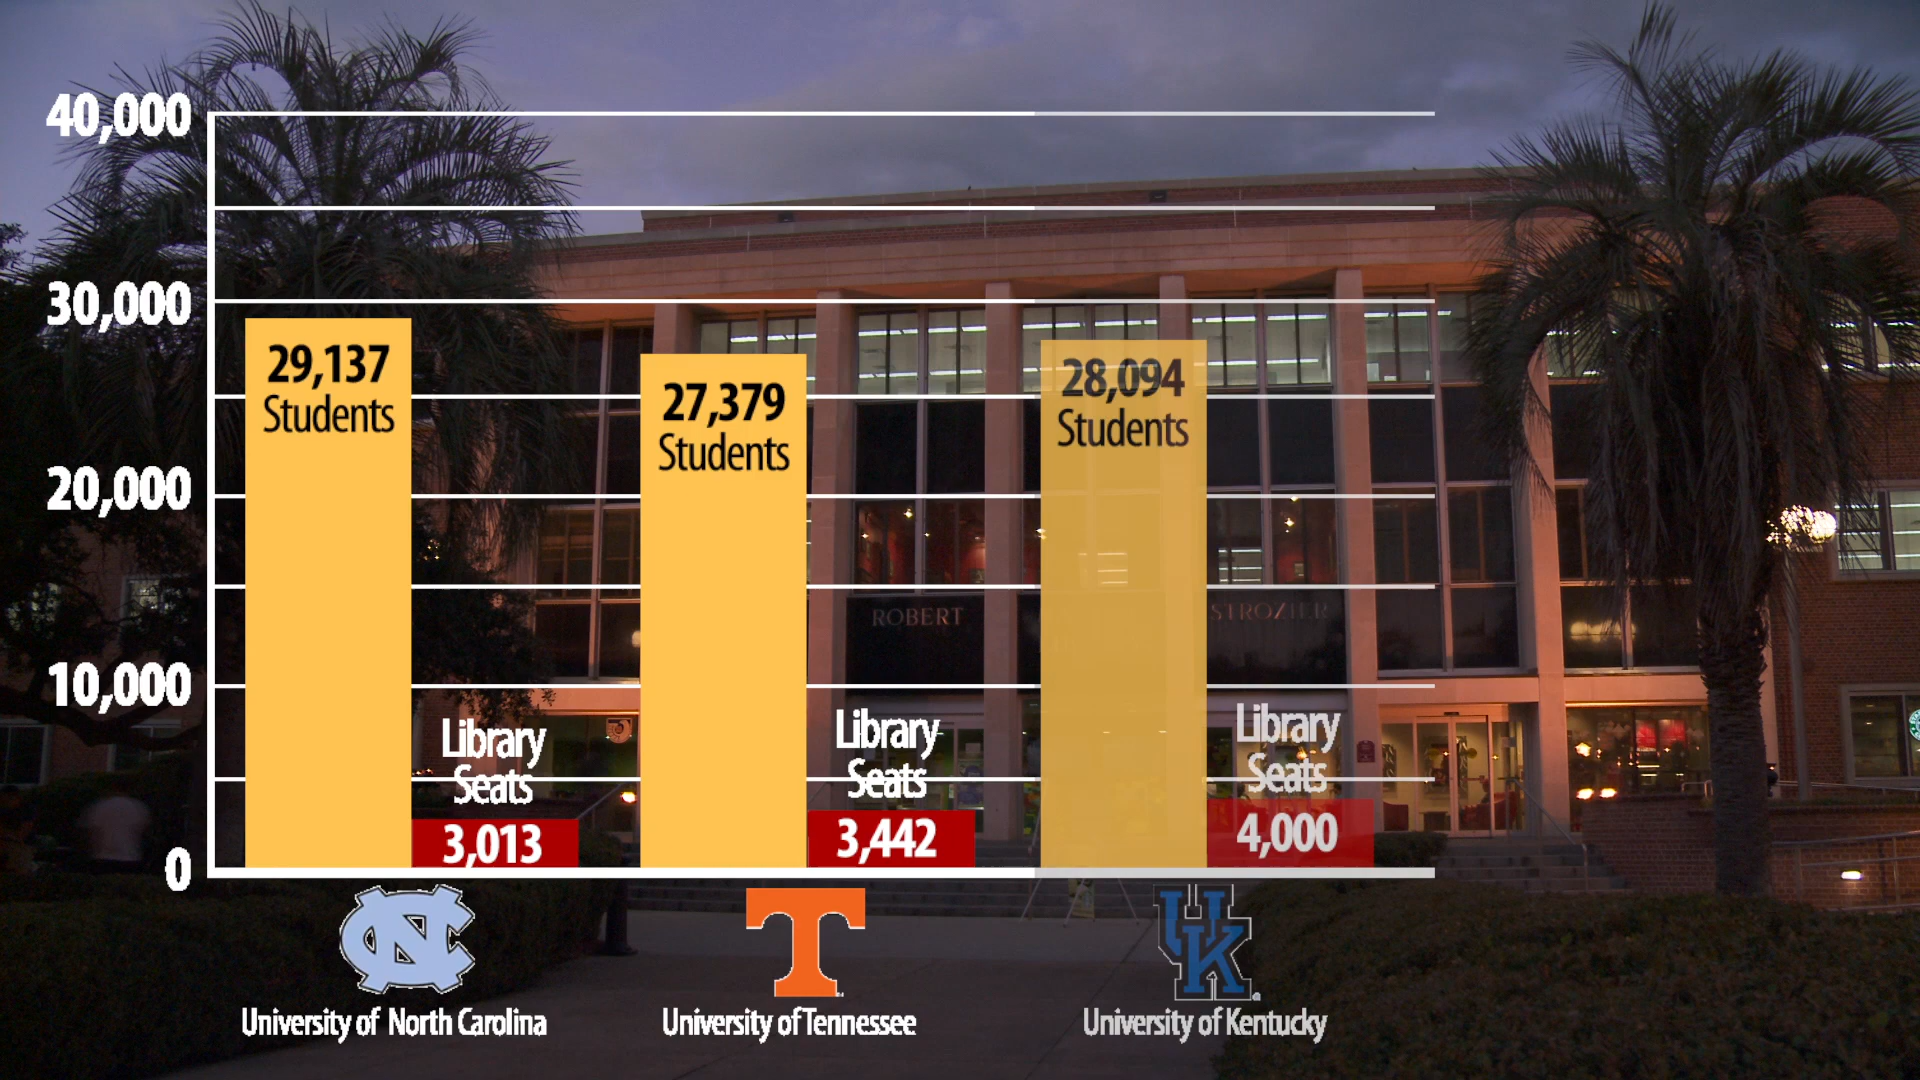 40,000
30,000
20,000
10,000
0
29,137
Students
Library
Seats
3,013
27,379
Students
Library
Seats
3,442
28,094
Students
Library
Seats
4,000
ROBERT
STROZIER
NC
T
UK
University of North Carolina
University of Tennessee
University of Kentucky